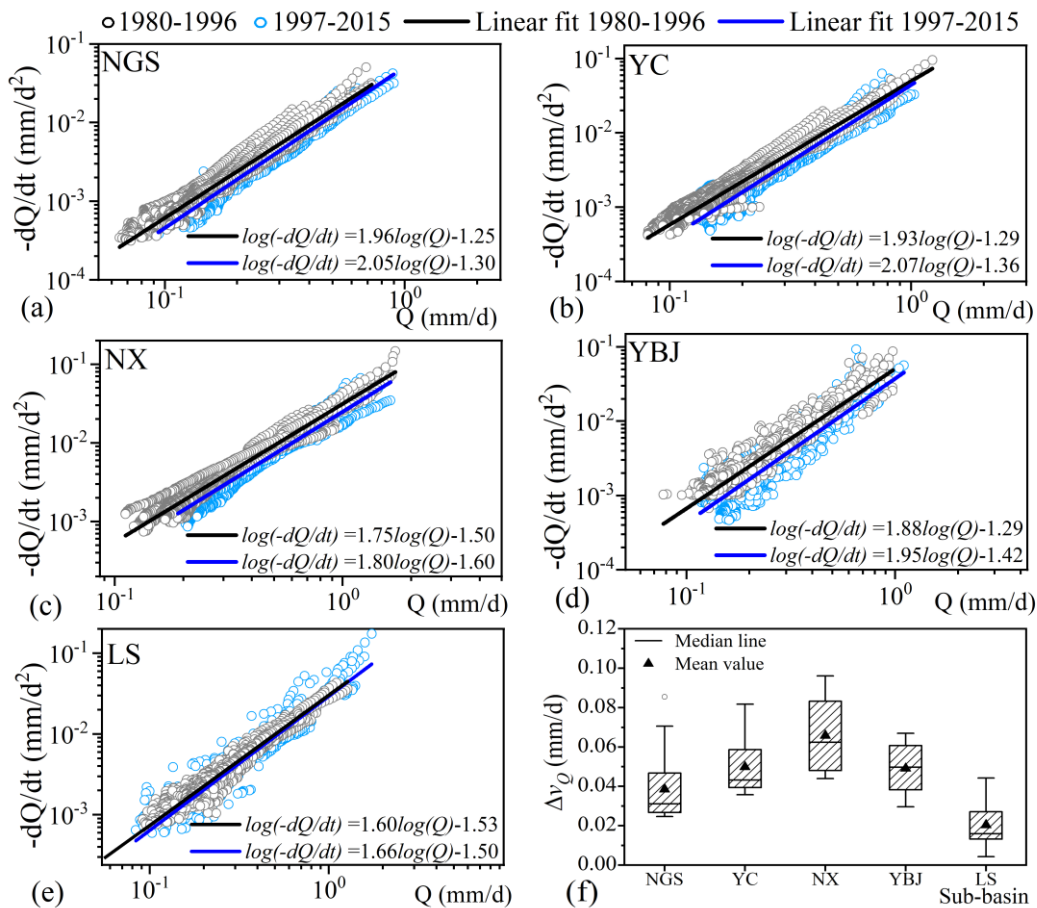 1980-1996 1997-2015 Linear fit 1980-1996 Linear fit 1997-2015
(a) NGS
-dQ/dt (mm/d²)
10⁻¹
10⁻²
10⁻³
10⁻⁴
log(-dQ/dt) =1.96log(Q)-1.25
log(-dQ/dt) =2.05log(Q)-1.30
10⁻¹ 10⁰
Q (mm/d)
(b) YC
-dQ/dt (mm/d²)
10⁻¹
10⁻²
10⁻³
10⁻⁴
log(-dQ/dt) =1.93log(Q)-1.29
log(-dQ/dt) =2.07log(Q)-1.36
10⁻¹ 10⁰
Q (mm/d)
(c) NX
-dQ/dt (mm/d²)
10⁻¹
10⁻²
10⁻³
log(-dQ/dt) =1.75log(Q)-1.50
log(-dQ/dt) =1.80log(Q)-1.60
10⁻¹ 10⁰
Q (mm/d)
(d) YBJ
-dQ/dt (mm/d²)
10⁻¹
10⁻²
10⁻³
10⁻⁴
log(-dQ/dt) =1.88log(Q)-1.29
log(-dQ/dt) =1.95log(Q)-1.42
10⁻¹ 10⁰
Q (mm/d)
(e) LS
-dQ/dt (mm/d²)
10⁻¹
10⁻²
10⁻³
log(-dQ/dt) =1.60log(Q)-1.53
log(-dQ/dt) =1.66log(Q)-1.50
10⁻¹ 10⁰
Q (mm/d)
(f)
Δv_Q (mm/d)
0.12
0.10
0.08
0.06
0.04
0.02
0.00
Median line
Mean value
NGS YC NX YBJ LS
Sub-basin